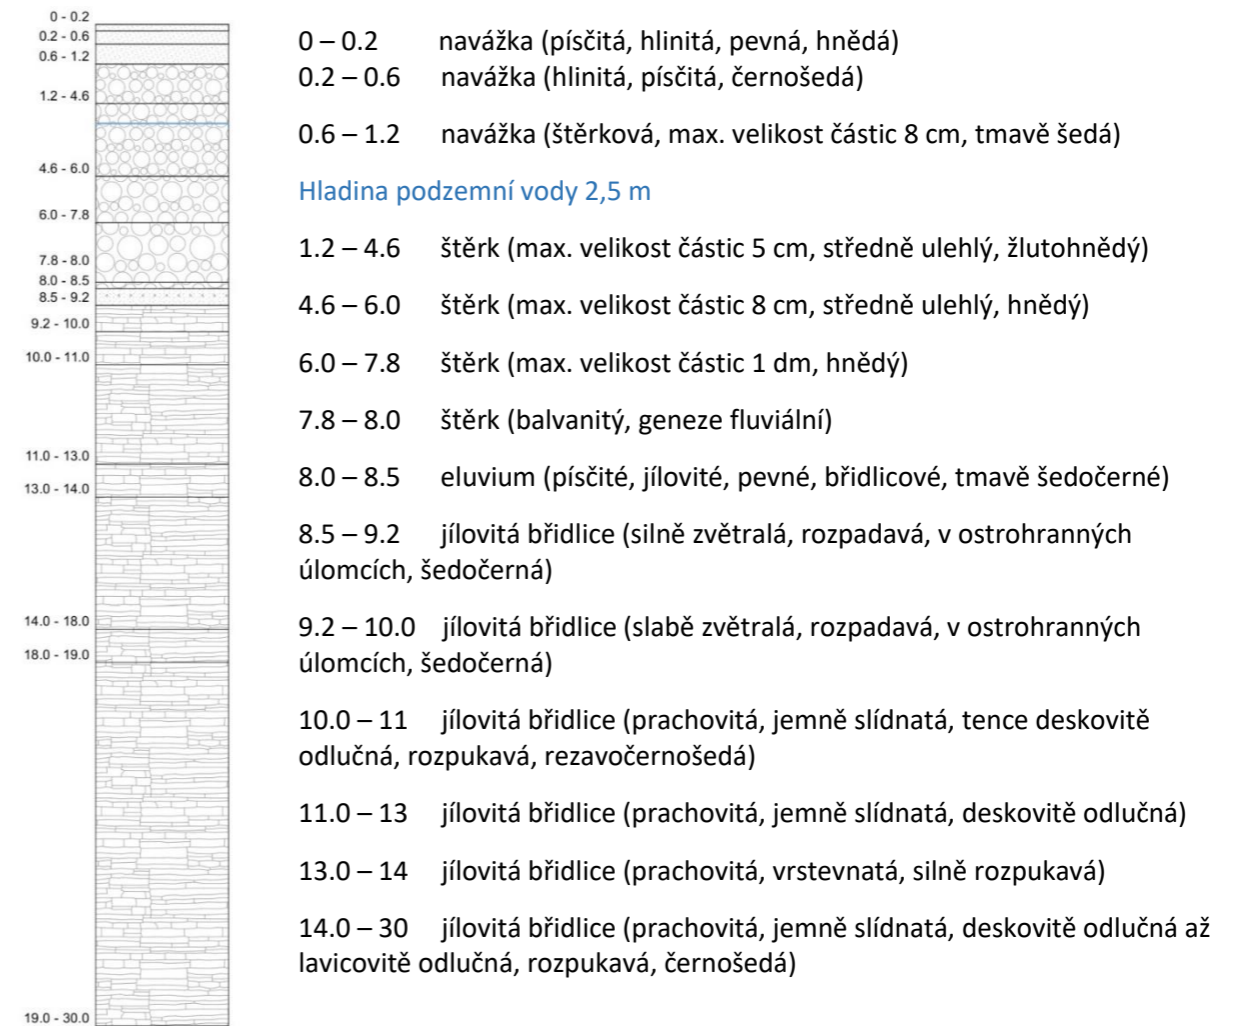 0 - 0.2
0.2 - 0.6
0.6 - 1.2
1.2 - 4.6
4.6 - 6.0
6.0 - 7.8
7.8 - 8.0
8.0 - 8.5
8.5 - 9.2
9.2 - 10.0
10.0 - 11.0
11.0 - 13.0
13.0 - 14.0
14.0 - 18.0
18.0 - 19.0
19.0 - 30.0
0 – 0.2 navážka (písčitá, hlinitá, pevná, hnědá)
0.2 – 0.6 navážka (hlinitá, písčitá, černošedá)
0.6 – 1.2 navážka (štěrková, max. velikost částic 8 cm, tmavě šedá)
Hladina podzemní vody 2,5 m
1.2 – 4.6 štěrk (max. velikost částic 5 cm, středně ulehlý, žlutohnědý)
4.6 – 6.0 štěrk (max. velikost částic 8 cm, středně ulehlý, hnědý)
6.0 – 7.8 štěrk (max. velikost částic 1 dm, hnědý)
7.8 – 8.0 štěrk (balvanitý, geneze fluviální)
8.0 – 8.5 eluvium (písčité, jílovité, pevné, břidlicové, tmavě šedočerné)
8.5 – 9.2 jílovitá břidlice (silně zvětralá, rozpadavá, v ostrohranných
úlomcích, šedočerná)
9.2 – 10.0 jílovitá břidlice (slabě zvětralá, rozpadavá, v ostrohranných
úlomcích, šedočerná)
10.0 – 11 jílovitá břidlice (prachovitá, jemně slídnatá, tence deskovitě
odlučná, rozpukavá, rezavočernošedá)
11.0 – 13 jílovitá břidlice (prachovitá, jemně slídnatá, deskovitě odlučná)
13.0 – 14 jílovitá břidlice (prachovitá, vrstevnatá, silně rozpukavá)
14.0 – 30 jílovitá břidlice (prachovitá, jemně slídnatá, deskovitě odlučná až
lavicovitě odlučná, rozpukavá, černošedá)